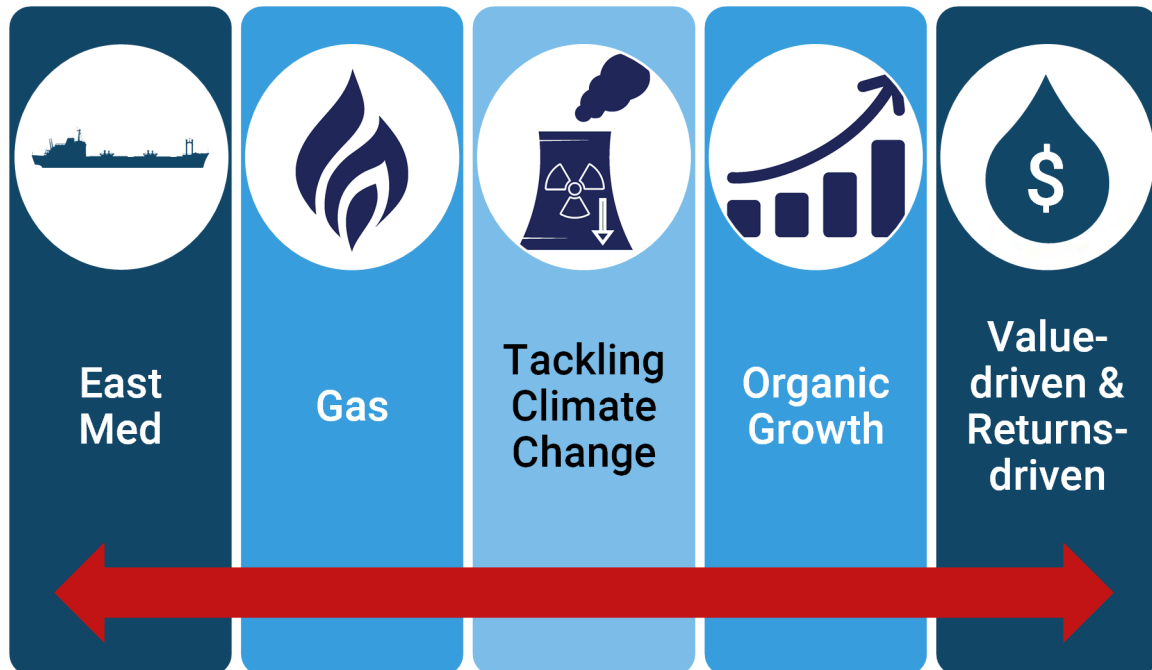 East
Med
Gas
Tackling
Climate
Change
Organic
Growth
$
Value-
driven &
Returns-
driven